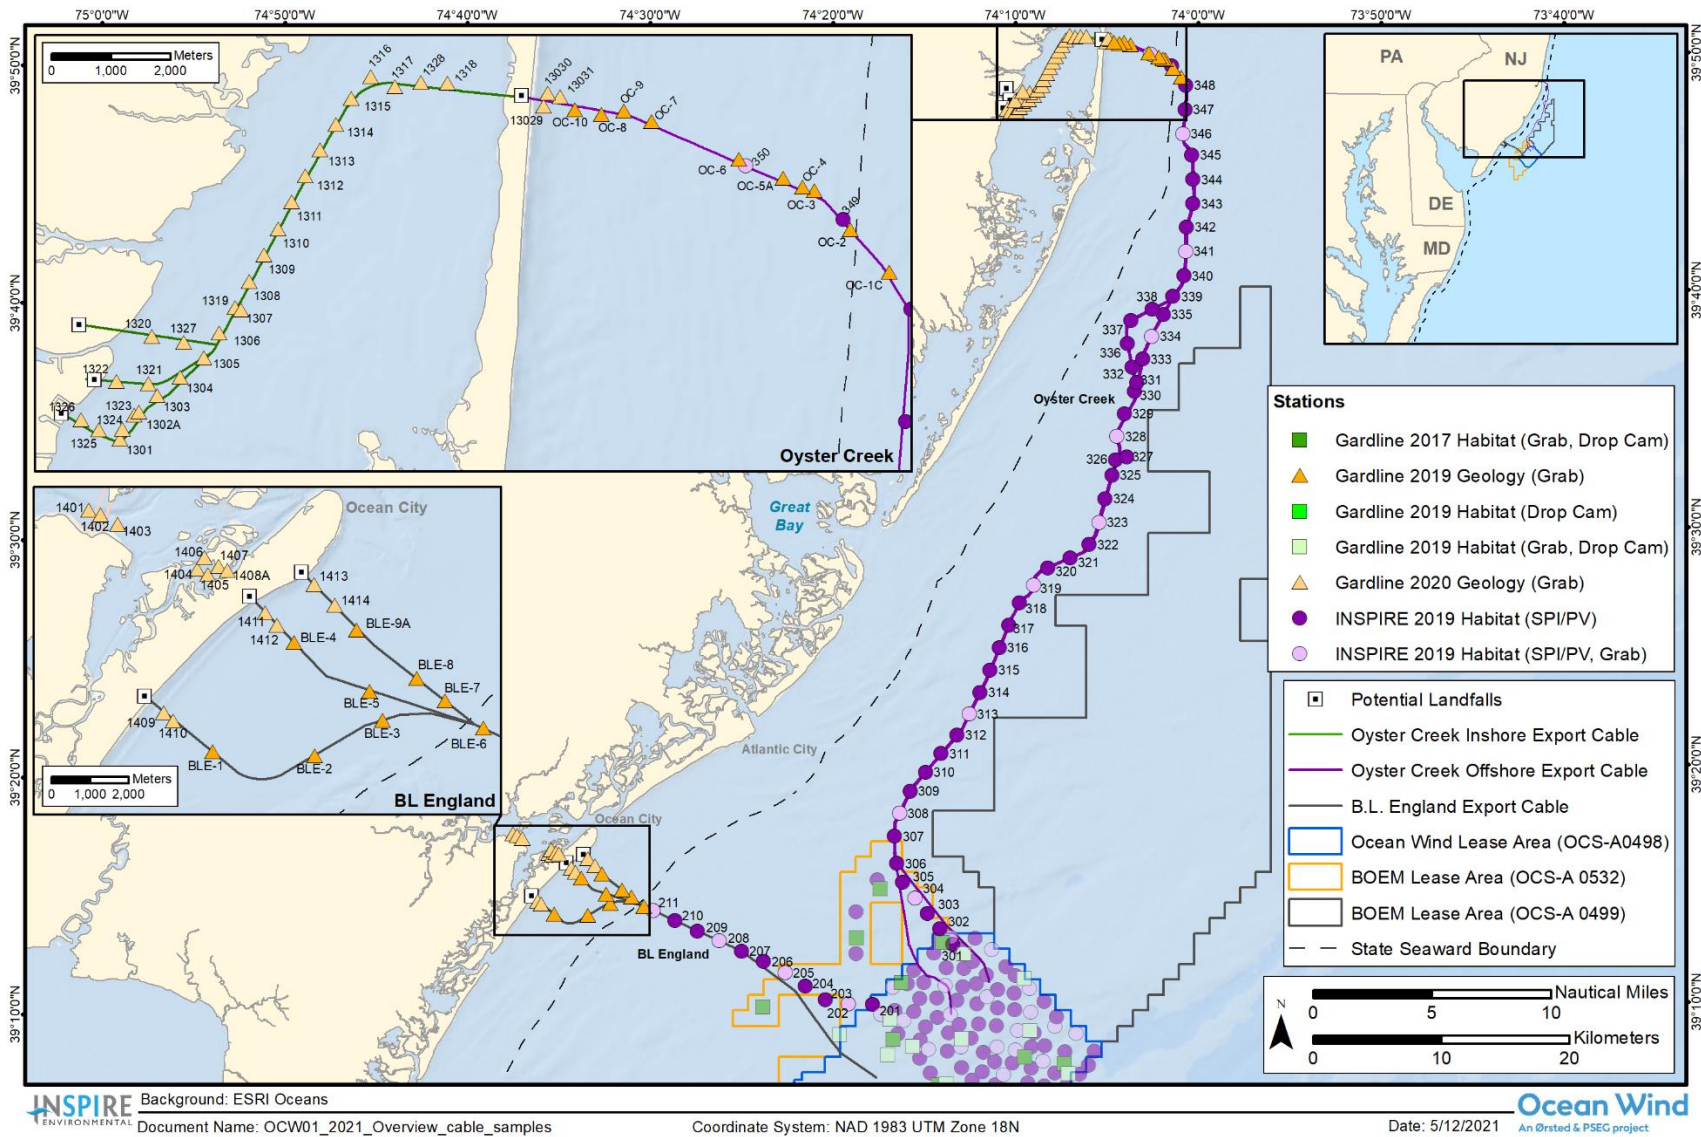 75°00'0"W
74°50'0"W
74°40'0"W
74°30'0"W
74°20'0"W
74°10'0"W
74°00'0"W
73°50'0"W
73°40'0"W
39°50'0"N
39°40'0"N
39°30'0"N
39°20'0"N
39°10'0"N
39°50'0"N
39°40'0"N
39°30'0"N
39°20'0"N
39°10'0"N
Meters
0 1,000 2,000
1316
1317
1328
1318
1315
1314
1313
1312
1311
1310
1309
1308
1319
1307
1306
1320
1327
1305
1322
1321
1304
1326
1323
1303
1324
1302A
1325
1301
13030
13031
13029
OC-10
OC-9
OC-8
OC-7
OC-6
350
OC-5A
OC-4
OC-3
349
OC-2
OC-1C
Oyster Creek
1401
1402
1403
Ocean City
1406
1407
1404
1405
1408A
1413
1414
1411
1412
BLE-4
BLE-9A
BLE-8
BLE-7
BLE-5
BLE-3
BLE-6
1409
1410
BLE-1
BLE-2
Meters
0 1,000 2,000
BL England
Great
Bay
Atlantic City
Ocean City
348
347
346
345
344
343
342
341
340
339
338
335
337
334
336
333
332
331
330
Oyster Creek
329
328
327
326
325
324
323
322
321
320
319
318
317
316
315
314
313
312
311
310
309
308
307
306
305
304
303
302
301
211
210
209
208
207
206
205
204
203
202
201
BL England
PA
NJ
DE
MD
Stations
Gardline 2017 Habitat (Grab, Drop Cam)
Gardline 2019 Geology (Grab)
Gardline 2019 Habitat (Drop Cam)
Gardline 2019 Habitat (Grab, Drop Cam)
Gardline 2020 Geology (Grab)
INSPIRE 2019 Habitat (SPI/PV)
INSPIRE 2019 Habitat (SPI/PV, Grab)
Potential Landfalls
Oyster Creek Inshore Export Cable
Oyster Creek Offshore Export Cable
B.L. England Export Cable
Ocean Wind Lease Area (OCS-A0498)
BOEM Lease Area (OCS-A 0532)
BOEM Lease Area (OCS-A 0499)
State Seaward Boundary
N
Nautical Miles
0 5 10
Kilometers
0 10 20
INSPIRE
ENVIRONMENTAL
Background: ESRI Oceans
Document Name: OCW01_2021_Overview_cable_samples
Coordinate System: NAD 1983 UTM Zone 18N
Date: 5/12/2021
Ocean Wind
An Ørsted & PSEG project